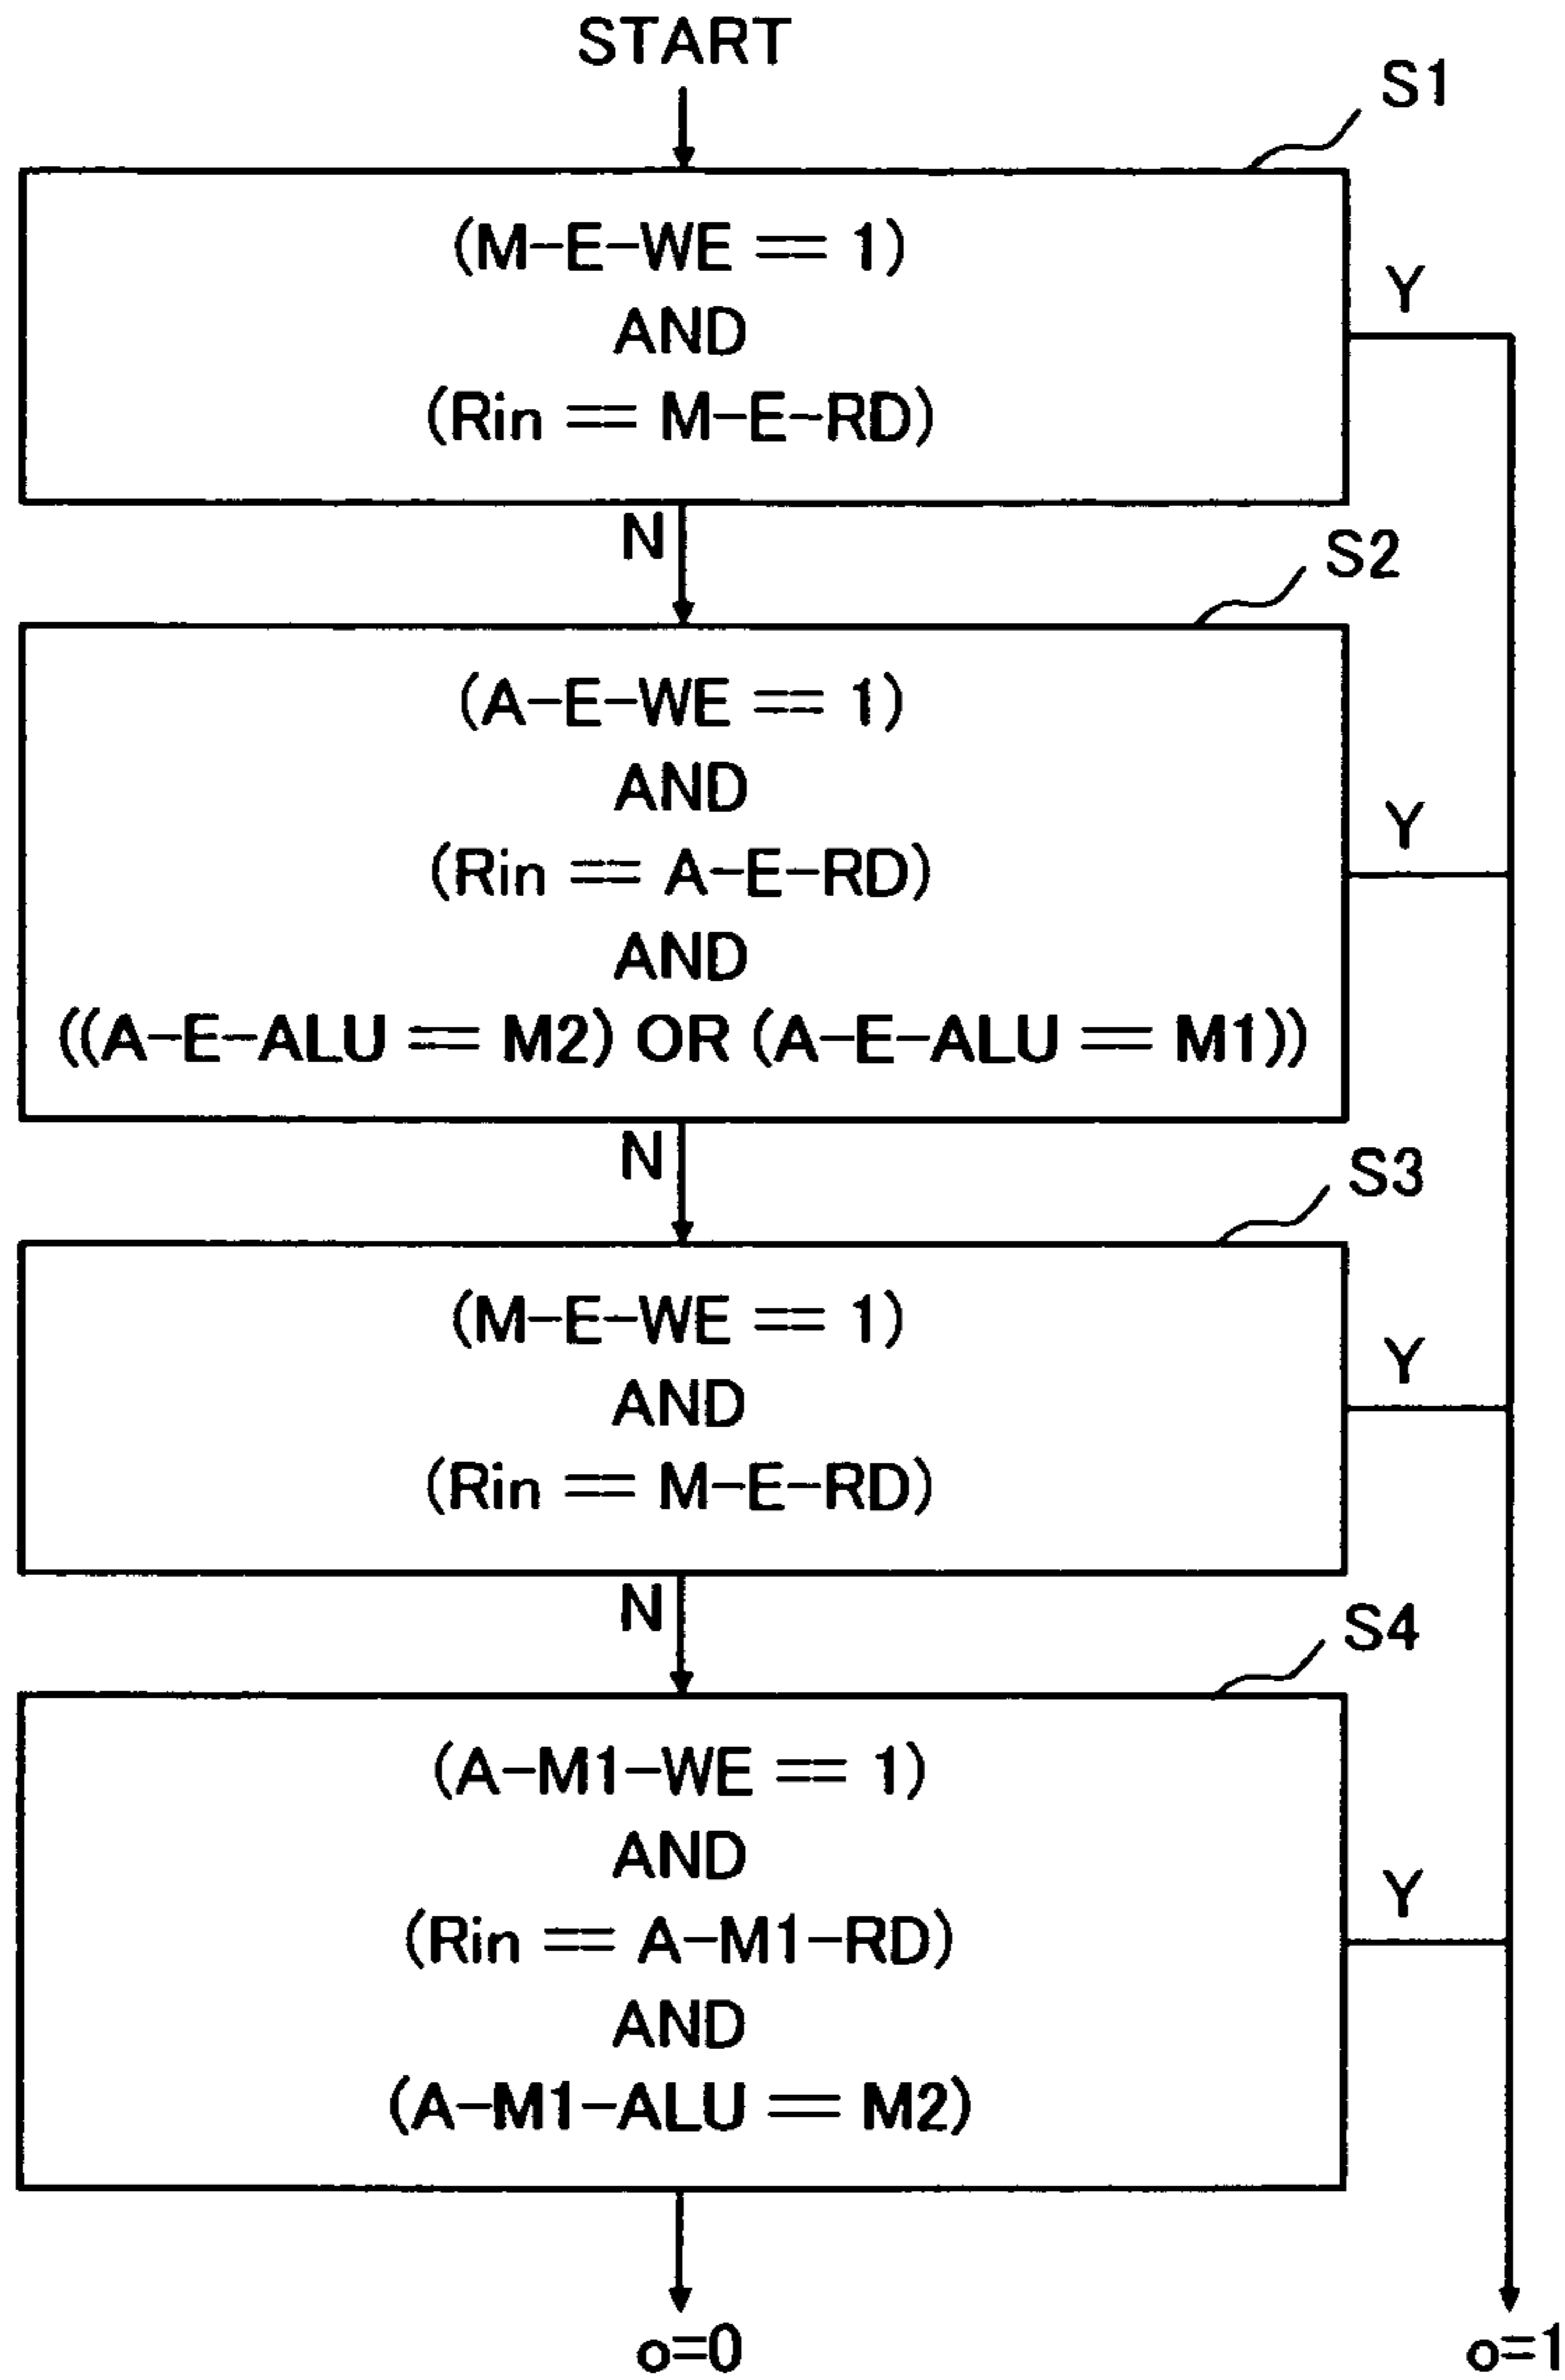 START
S1
(M-E-WE == 1)
AND
(Rin == M-E-RD)
Y
N
S2
(A-E-WE == 1)
AND
(Rin == A-E-RD)
AND
((A-E-ALU == M2) OR (A-E-ALU == M1))
Y
N
S3
(M-E-WE == 1)
AND
(Rin == M-E-RD)
Y
N
S4
(A-M1-WE == 1)
AND
(Rin == A-M1-RD)
AND
(A-M1-ALU == M2)
Y
o=0
o=1